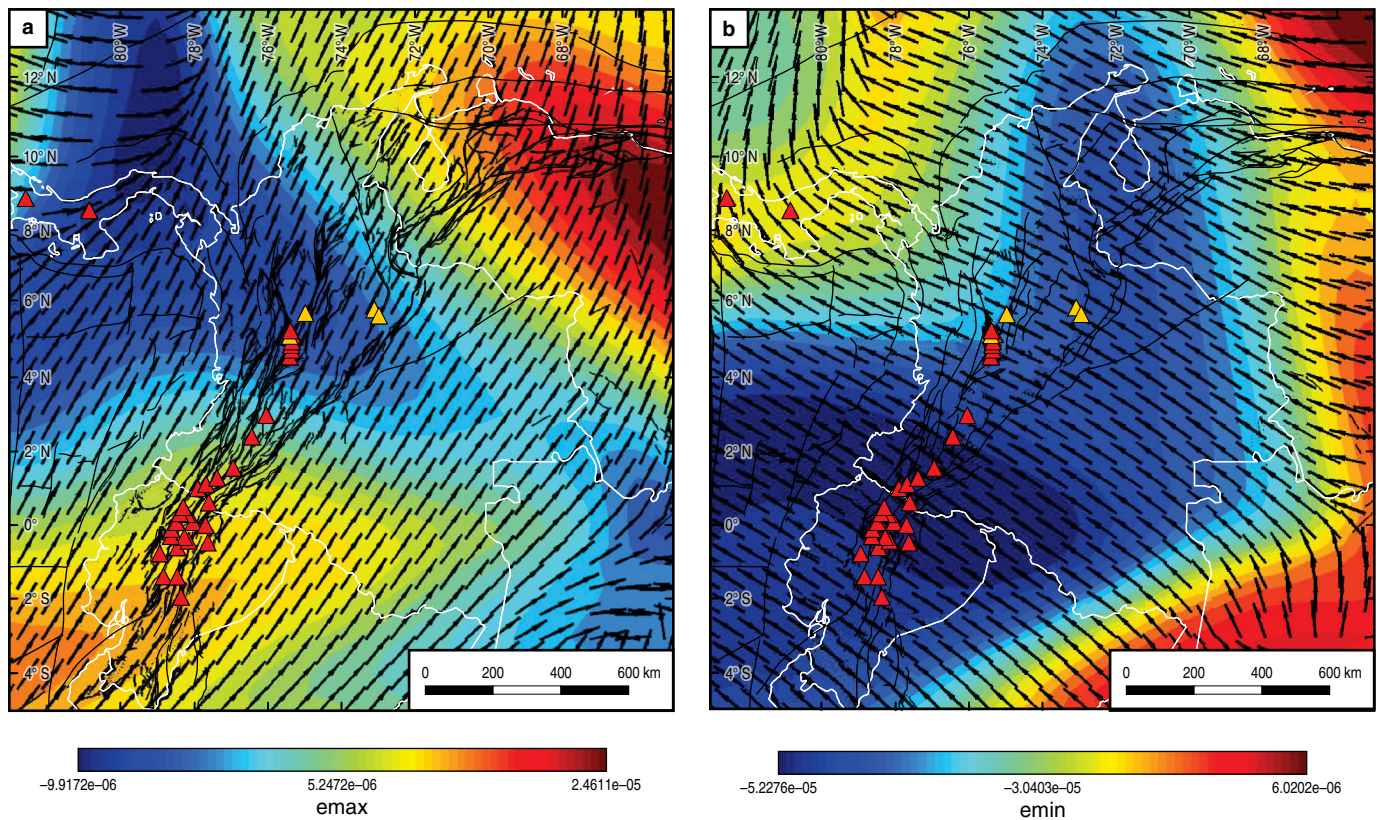 a
80° W 78° W 76° W 74° W 72° W 70° W 68° W
12° N
10° N
8° N
6° N
4° N
2° N
0°
2° S
4° S
0 200 400 600 km
−9.9172e−06 5.2472e−06 2.4611e−05
emax
b
80° W 78° W 76° W 74° W 72° W 70° W 68° W
12° N
10° N
8° N
6° N
4° N
2° N
0°
2° S
4° S
0 200 400 600 km
−5.2276e−05 −3.0403e−05 6.0202e−06
emin